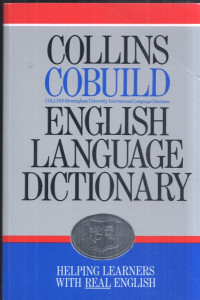 COLLINS
COBUILD
COLLINS Birmingham University International Language Database
ENGLISH
LANGUAGE
DICTIONARY
HELPING LEARNERS
WITH REAL ENGLISH